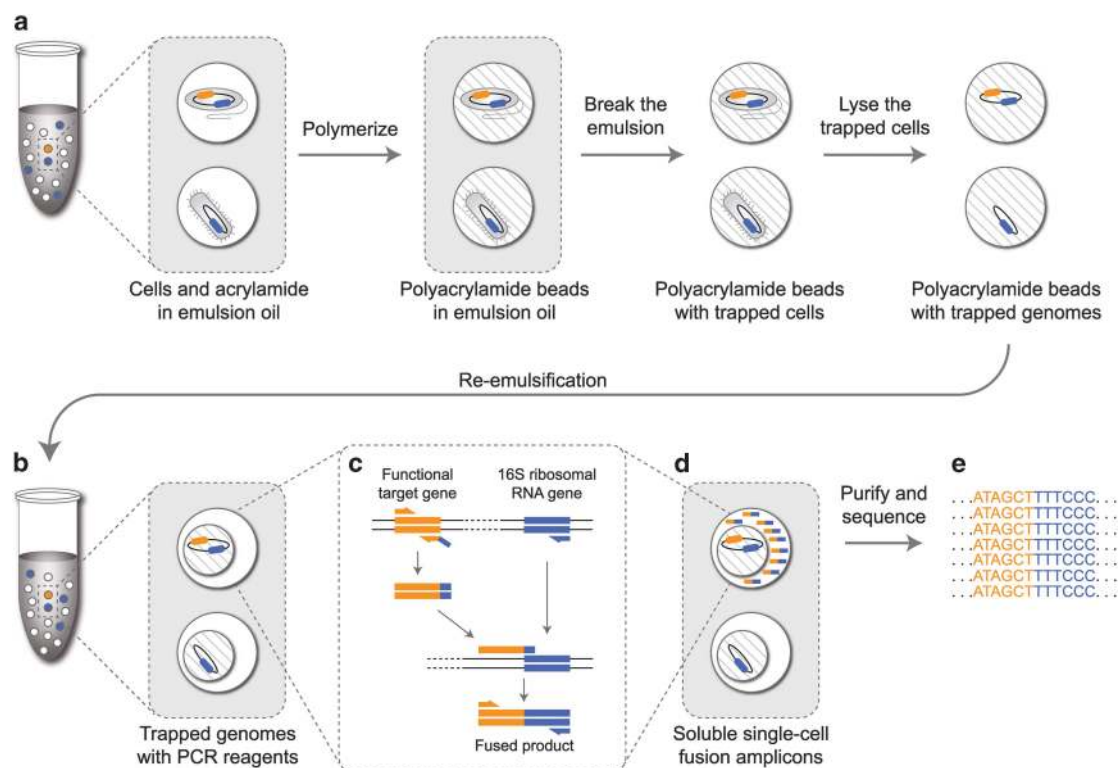 a
Polymerize
Break the
emulsion
Lyse the
trapped cells
Cells and acrylamide
in emulsion oil
Polyacrylamide beads
in emulsion oil
Polyacrylamide beads
with trapped cells
Polyacrylamide beads
with trapped genomes
Re-emulsification
b
Trapped genomes
with PCR reagents
c
Functional
target gene
16S ribosomal
RNA gene
Fused product
d
Soluble single-cell
fusion amplicons
Purify and
sequence
e
...ATAGCTTTTCCC...
...ATAGCTTTTCCC...
...ATAGCTTTTCCC...
...ATAGCTTTTCCC...
...ATAGCTTTTCCC...
...ATAGCTTTTCCC...
...ATAGCTTTTCCC...